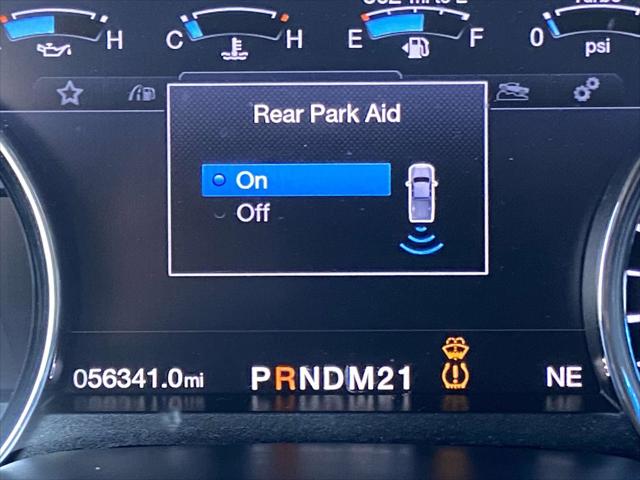 H C H E F 0
psi
Rear Park Aid
On
Off
056341.0mi PRNDM21 NE